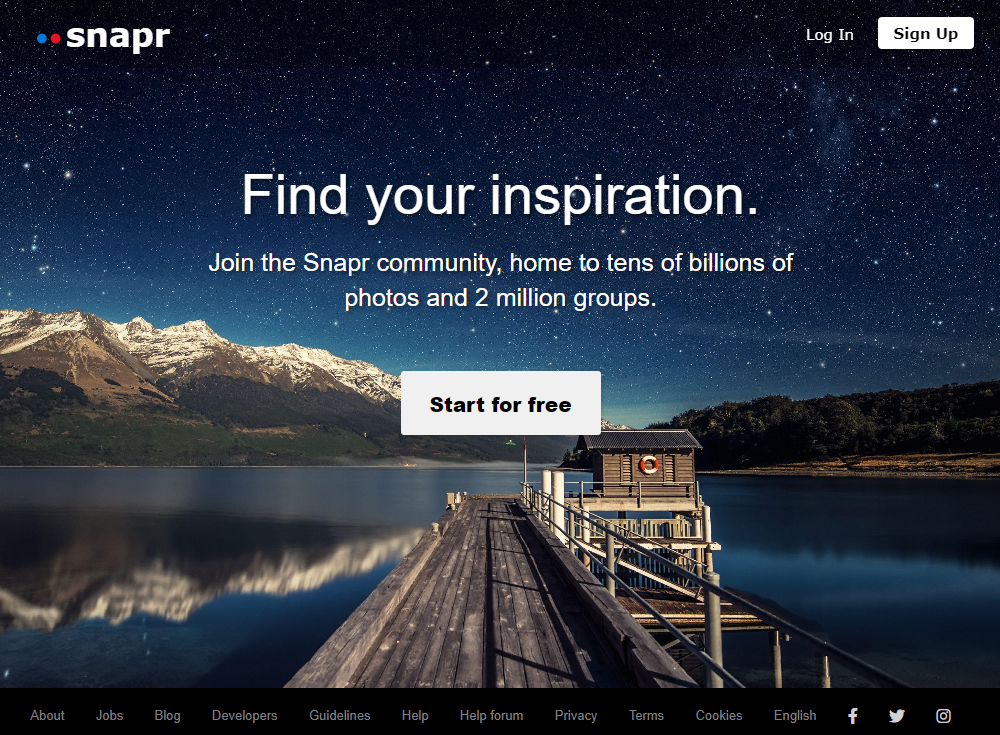 snapr
Log In
Sign Up
Find your inspiration.
Join the Snapr community, home to tens of billions of
photos and 2 million groups.
Start for free
About Jobs Blog Developers Guidelines Help Help forum Privacy Terms Cookies English